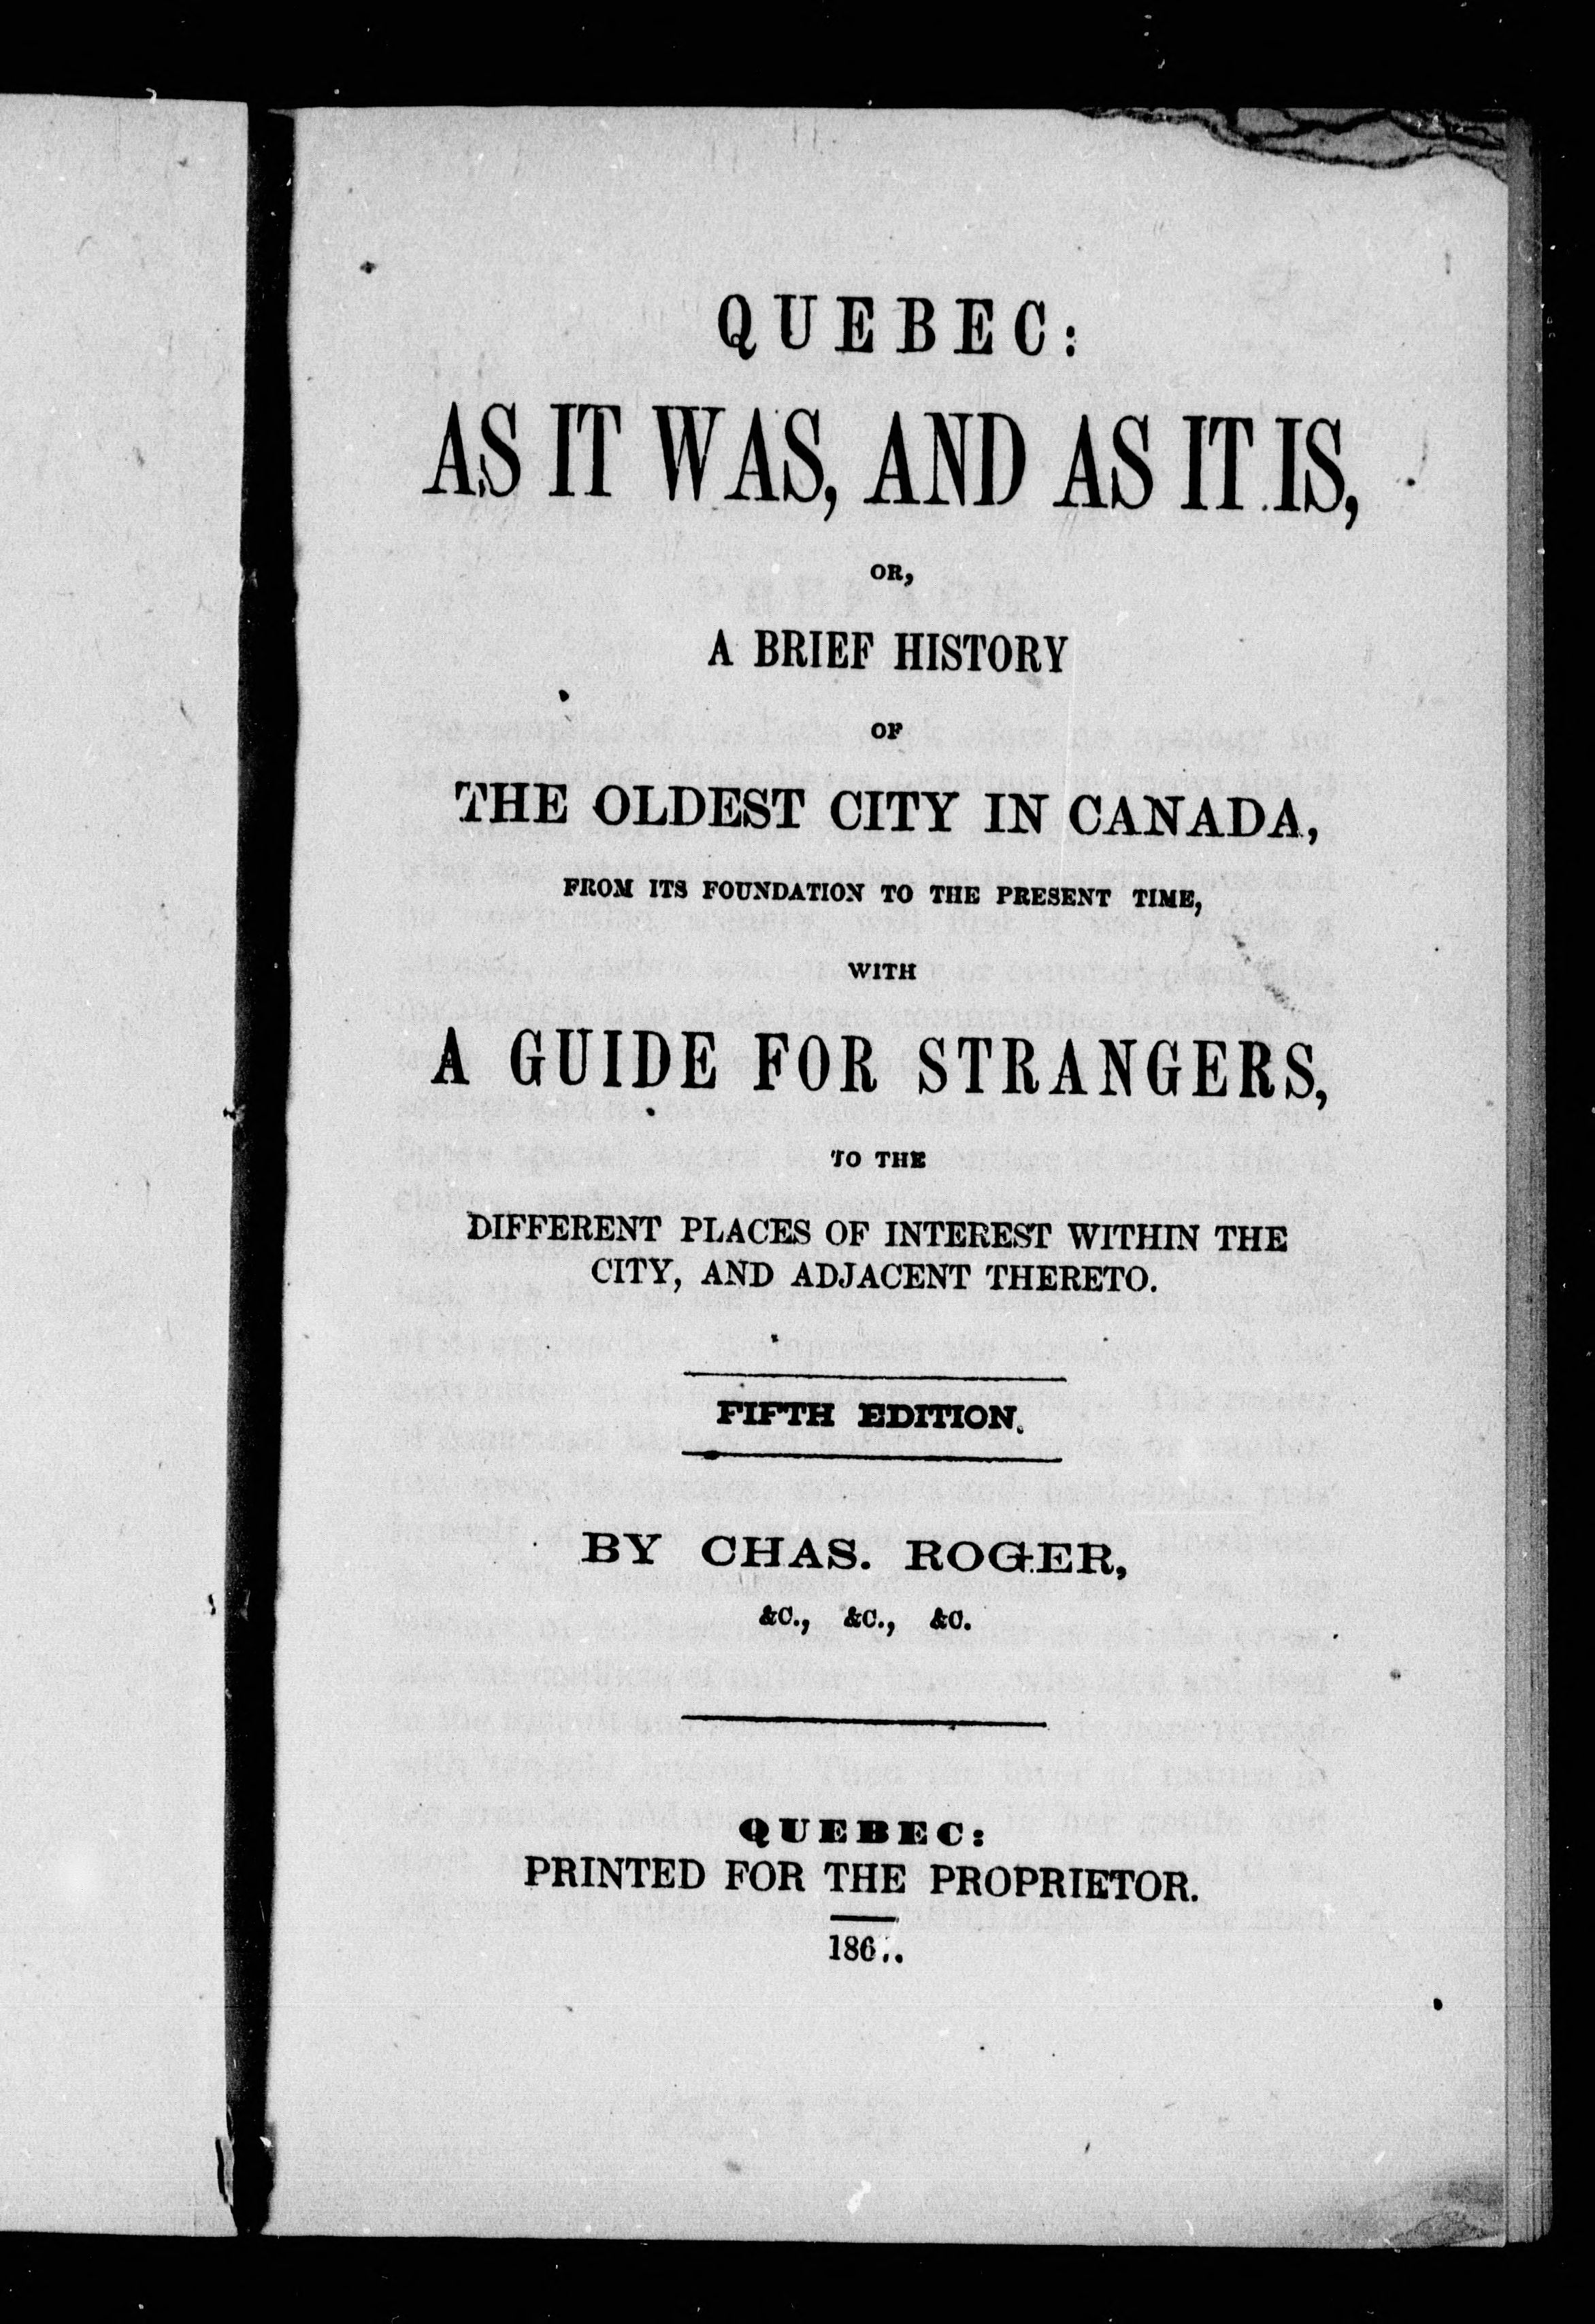 QUEBEC:
AS IT WAS, AND AS IT IS,
OR,
A BRIEF HISTORY
OF
THE OLDEST CITY IN CANADA,
FROM ITS FOUNDATION TO THE PRESENT TIME,
WITH
A GUIDE FOR STRANGERS,
TO THE
DIFFERENT PLACES OF INTEREST WITHIN THE
CITY, AND ADJACENT THERETO.
FIFTH EDITION.
BY CHAS. ROGER,
&C., &C., &C.
QUEBEC:
PRINTED FOR THE PROPRIETOR.